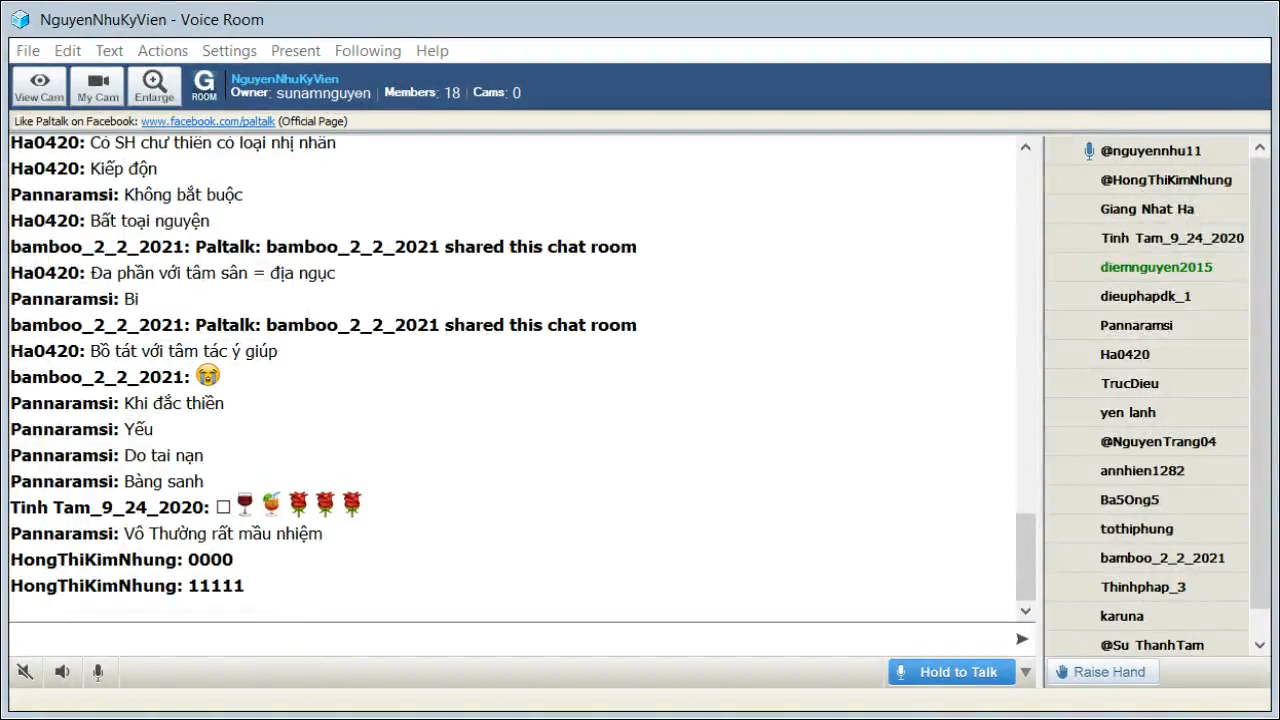 NguyenNhuKyVien - Voice Room
File Edit Text Actions Settings Present Following Help
View Cam My Cam Enlarge G ROOM
NguyenNhuKyVien
Owner: sunamnguyen Members: 18 Cams: 0
Like Paltalk on Facebook: www.facebook.com/paltalk (Official Page)
Ha0420: Có SH chư thiên có loại nhị nhân
Ha0420: Kiếp độn
Pannaramsi: Không bắt buộc
Ha0420: Bất toại nguyện
bamboo_2_2_2021: Paltalk: bamboo_2_2_2021 shared this chat room
Ha0420: Đa phần với tâm sân = địa ngục
Pannaramsi: Bi
bamboo_2_2_2021: Paltalk: bamboo_2_2_2021 shared this chat room
Ha0420: Bồ tát với tâm tác ý giúp
bamboo_2_2_2021: 😭
Pannaramsi: Khi đắc thiền
Pannaramsi: Yếu
Pannaramsi: Do tai nạn
Pannaramsi: Bàng sanh
Tinh Tam_9_24_2020: □🍷🍹🌹🌹🌹
Pannaramsi: Vô Thường rất mầu nhiệm
HongThiKimNhung: 0000
HongThiKimNhung: 11111
@nguyennhu11
@HongThiKimNhung
Giang Nhat Ha
Tinh Tam_9_24_2020
diemnguyen2015
dieuphapdk_1
Pannaramsi
Ha0420
TrucDieu
yen lanh
@NguyenTrang04
annhien1282
Ba5Ong5
tothiphung
bamboo_2_2_2021
Thinhphap_3
karuna
@Su ThanhTam
Hold to Talk
Raise Hand